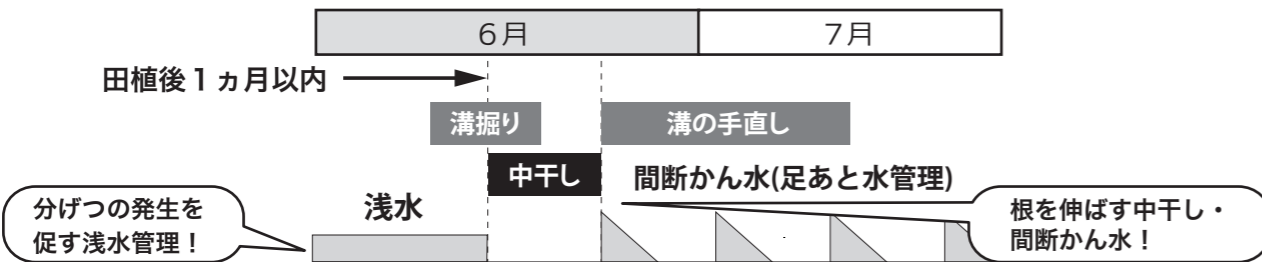 6月
7月
田植後1ヵ月以内
溝掘り
溝の手直し
中干し
間断かん水(足あと水管理)
浅水
分げつの発生を
促す浅水管理！
根を伸ばす中干し・
間断かん水！